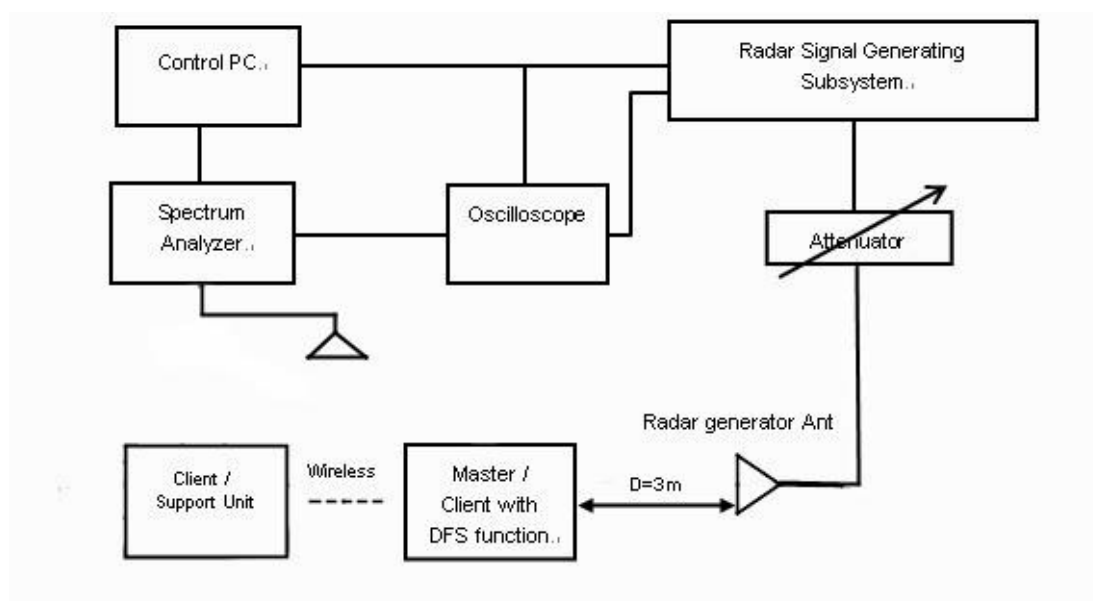 Control PC.
Radar Signal Generating
Subsystem.
Spectrum
Analyzer.
Oscilloscope
Attenuator
Radar generator Ant
Client /
Support Unit
Wireless
Master /
Client with
DFS function.
D=3m